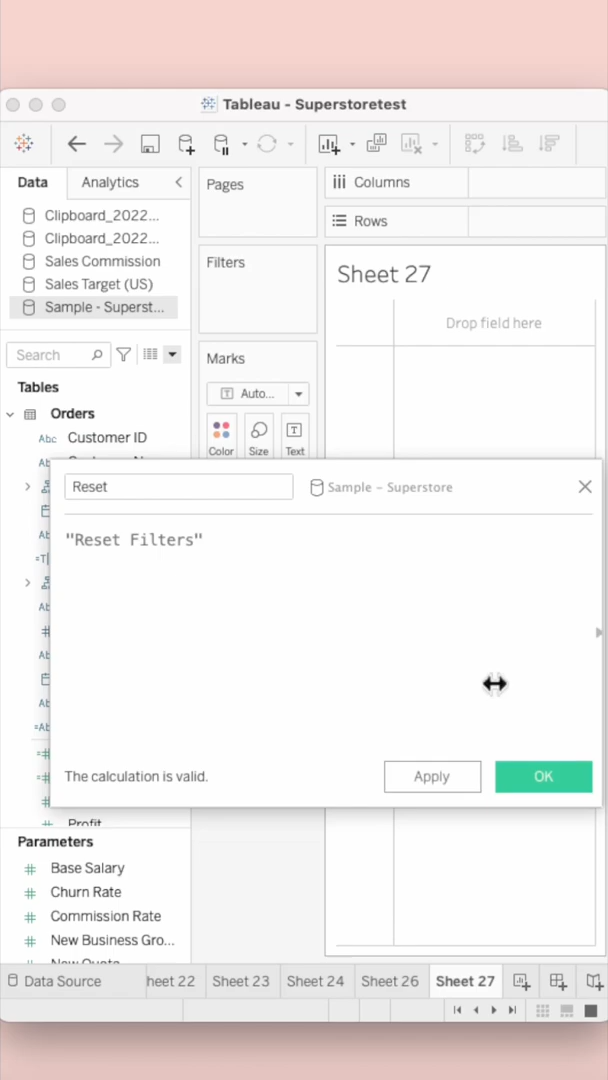 Tableau - Superstoretest
Data
Analytics
Pages
Columns
Rows
Clipboard_2022...
Clipboard_2022...
Sales Commission
Sales Target (US)
Sample - Superst...
Filters
Sheet 27
Drop field here
Search
Marks
Tables
Auto...
Orders
Abc Customer ID
Color
Size
Text
Reset
Sample - Superstore
"Reset Filters"
The calculation is valid.
Apply
OK
Profit
Parameters
Base Salary
Churn Rate
Commission Rate
New Business Gro...
New Quota
Data Source
heet 22
Sheet 23
Sheet 24
Sheet 26
Sheet 27